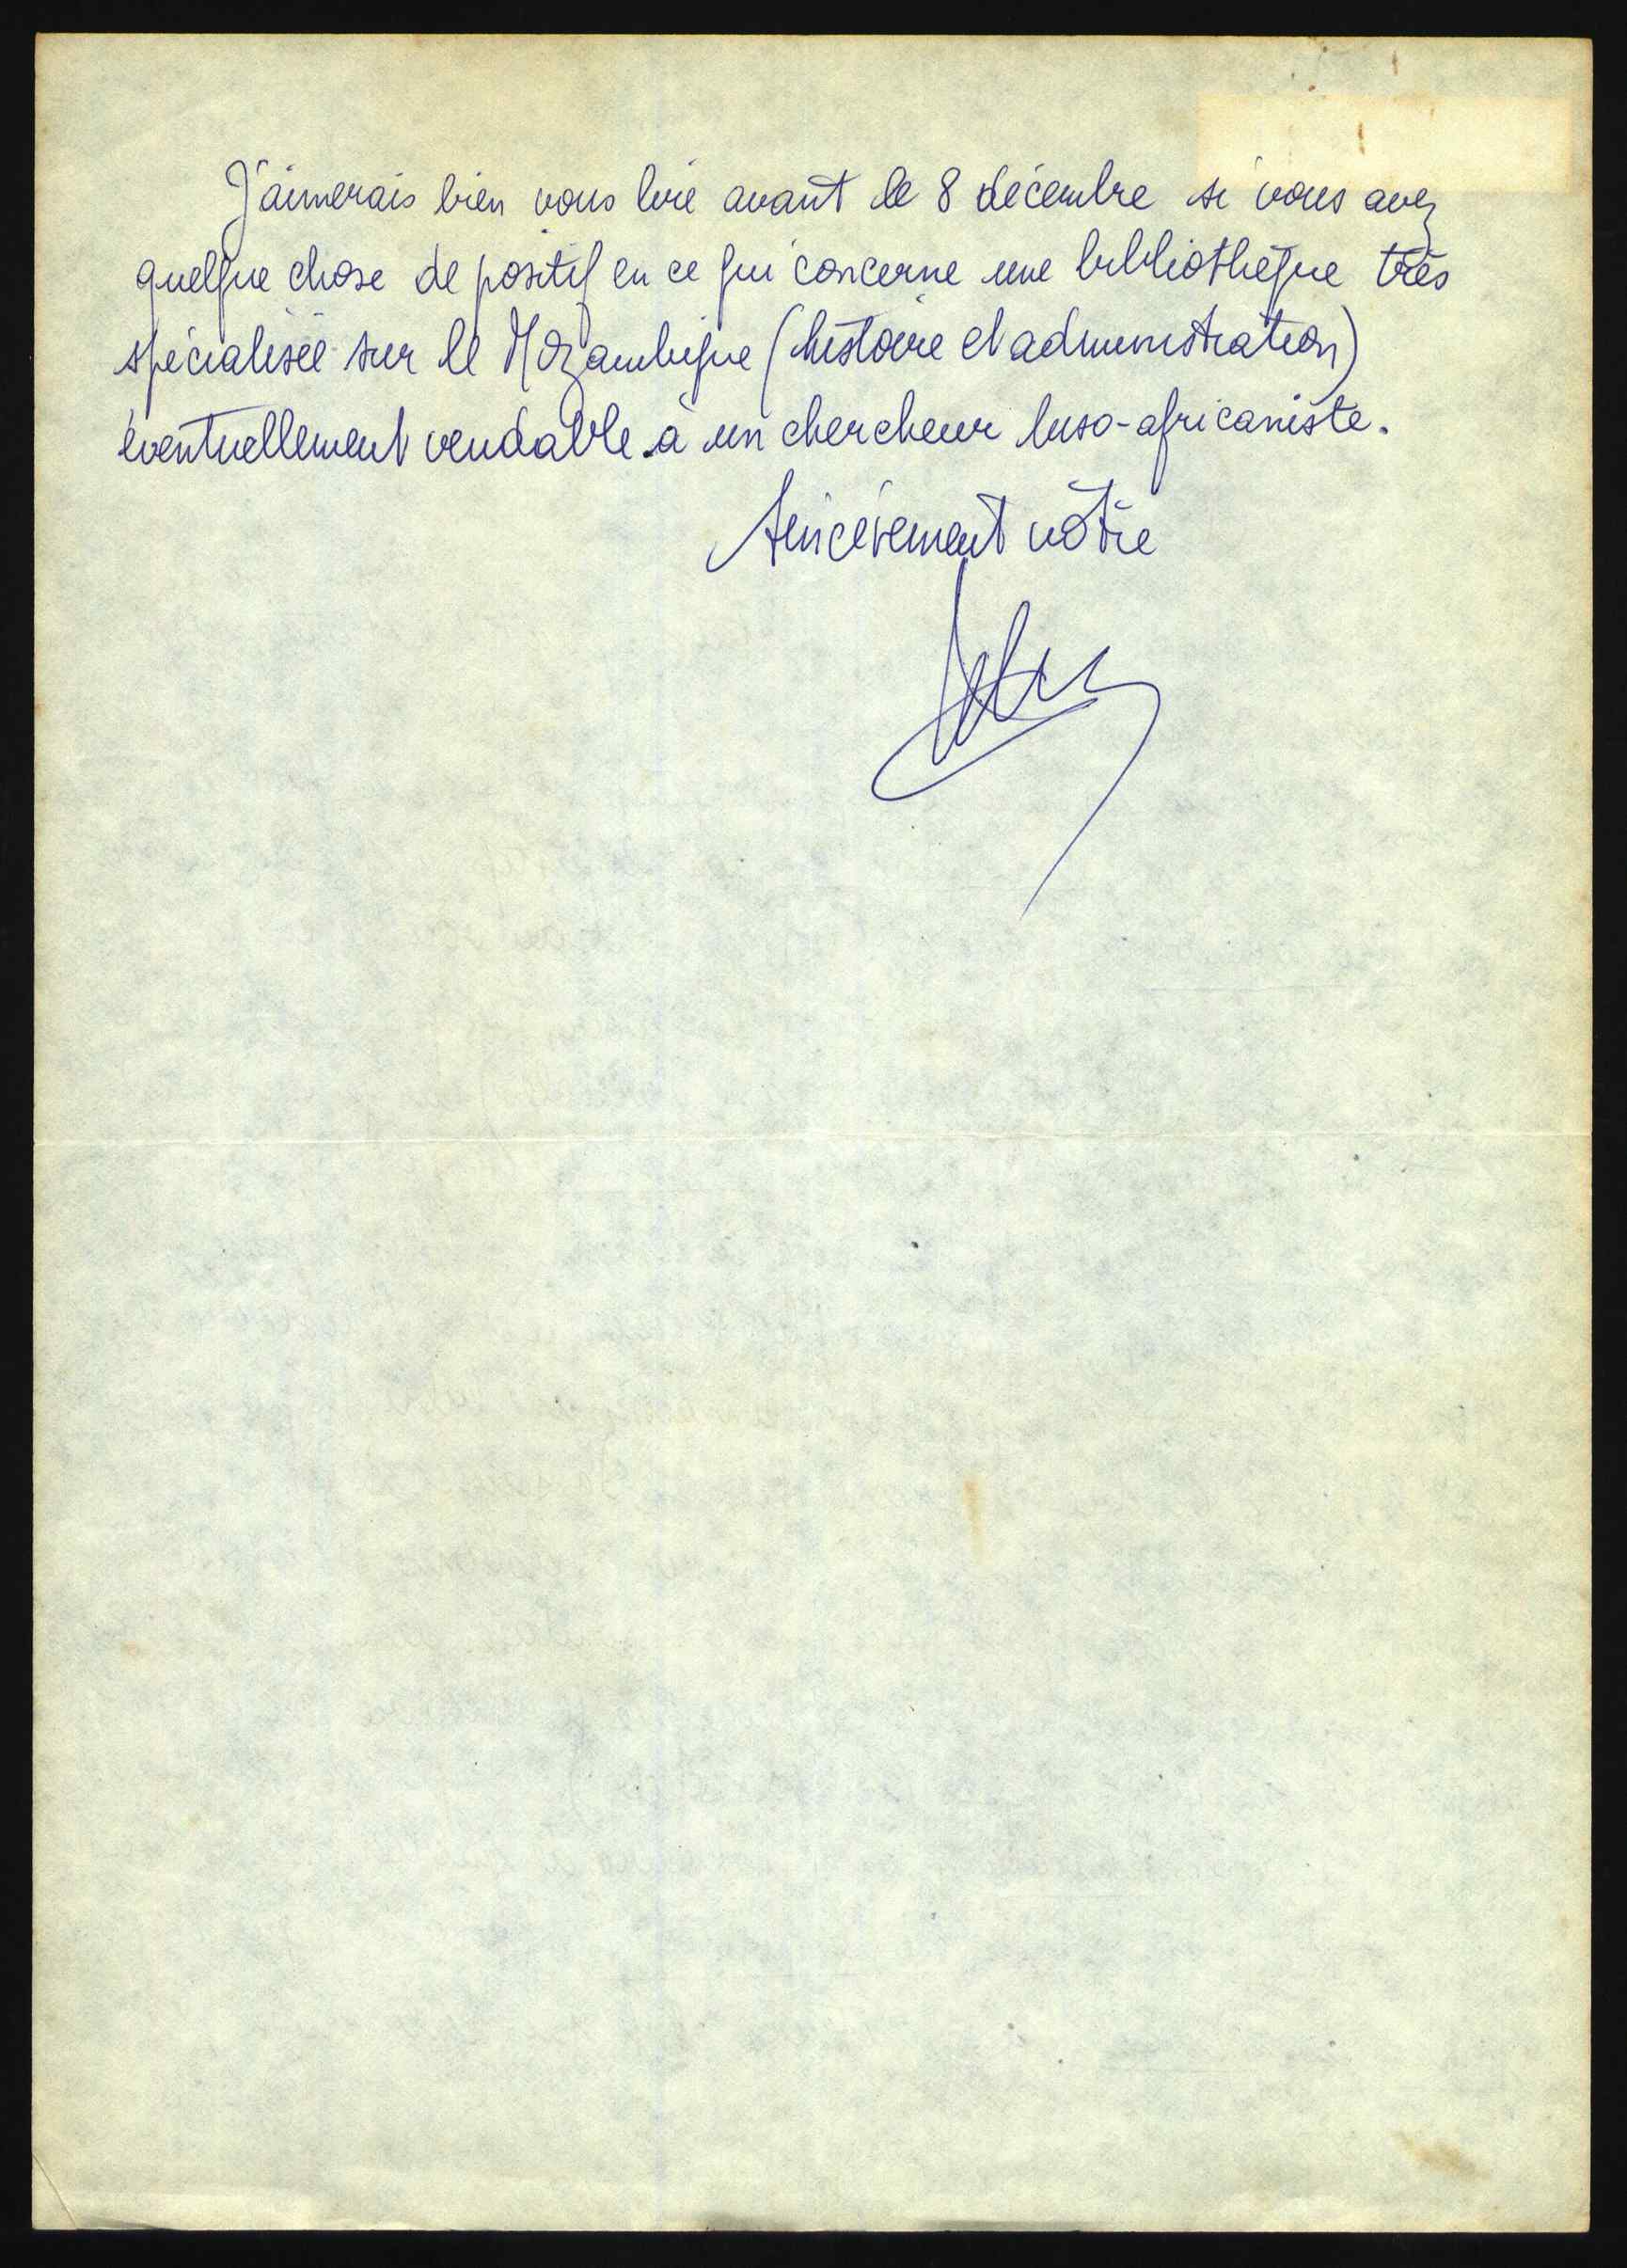 J'aimerais bien vous lire avant le 8 décembre si vous avez
quelque chose de positif en ce qui concerne une bibliothèque très
spécialisée sur le Mozambique (histoire et administration)
éventuellement vendable à un chercheur luso-africaniste.
Sincèrement vôtre